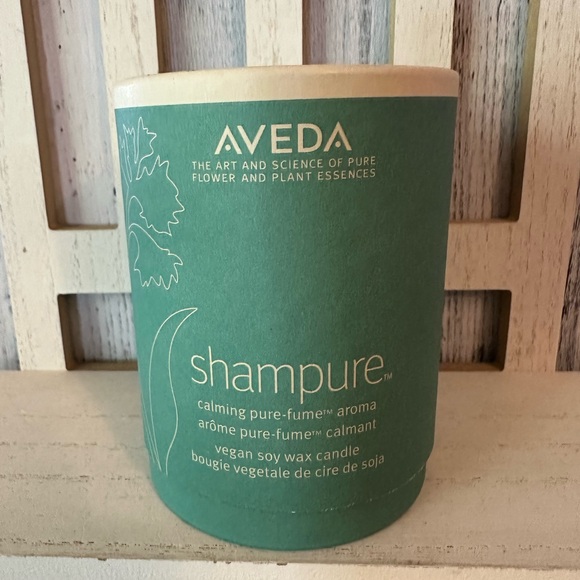 AVEDA
THE ART AND SCIENCE OF PURE
FLOWER AND PLANT ESSENCES
shampure™
calming pure-fume™ aroma
arôme pure-fume™ calmant
vegan soy wax candle
bougie vegetale de cire de soja